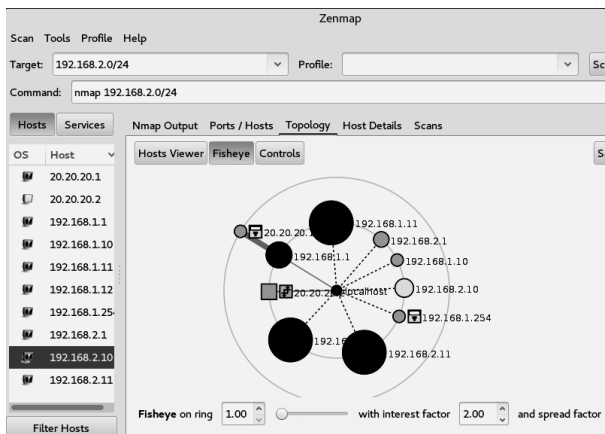 Zenmap
Scan Tools Profile Help
Target: 192.168.2.0/24 Profile:
Command: nmap 192.168.2.0/24
Hosts Services
Nmap Output Ports / Hosts Topology Host Details Scans
OS Host
Hosts Viewer Fisheye Controls
20.20.20.1
20.20.20.2
192.168.1.1
192.168.1.10
192.168.1.11
192.168.1.12
192.168.1.254
192.168.2.1
192.168.2.10
192.168.2.11
Filter Hosts
192.168.1.11
192.168.2.1
192.168.1.1
192.168.1.10
192.168.2.10
localhost
192.168.1.254
192.168.2.11
Fisheye on ring 1.00 with interest factor 2.00 and spread factor